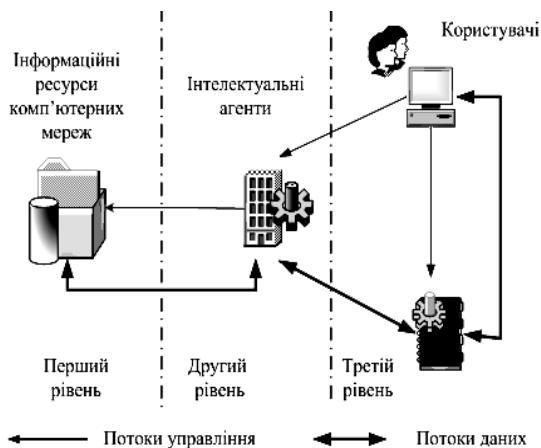 Користувачі
Інформаційні
ресурси
комп’ютерних
мереж
Інтелектуальні
агенти
Перший
рівень
Другий
рівень
Третій
рівень
Потоки управління
Потоки даних